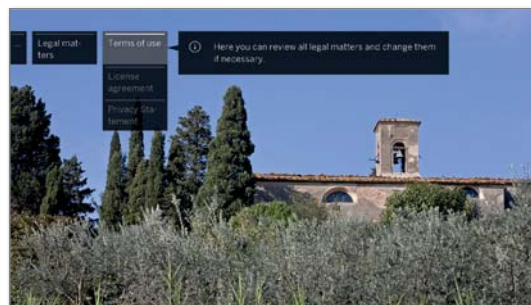 ...
Legal mat-
ters
Terms of use
Here you can review all legal matters and change them
if necessary.
License
agreement
Privacy Sta-
tement